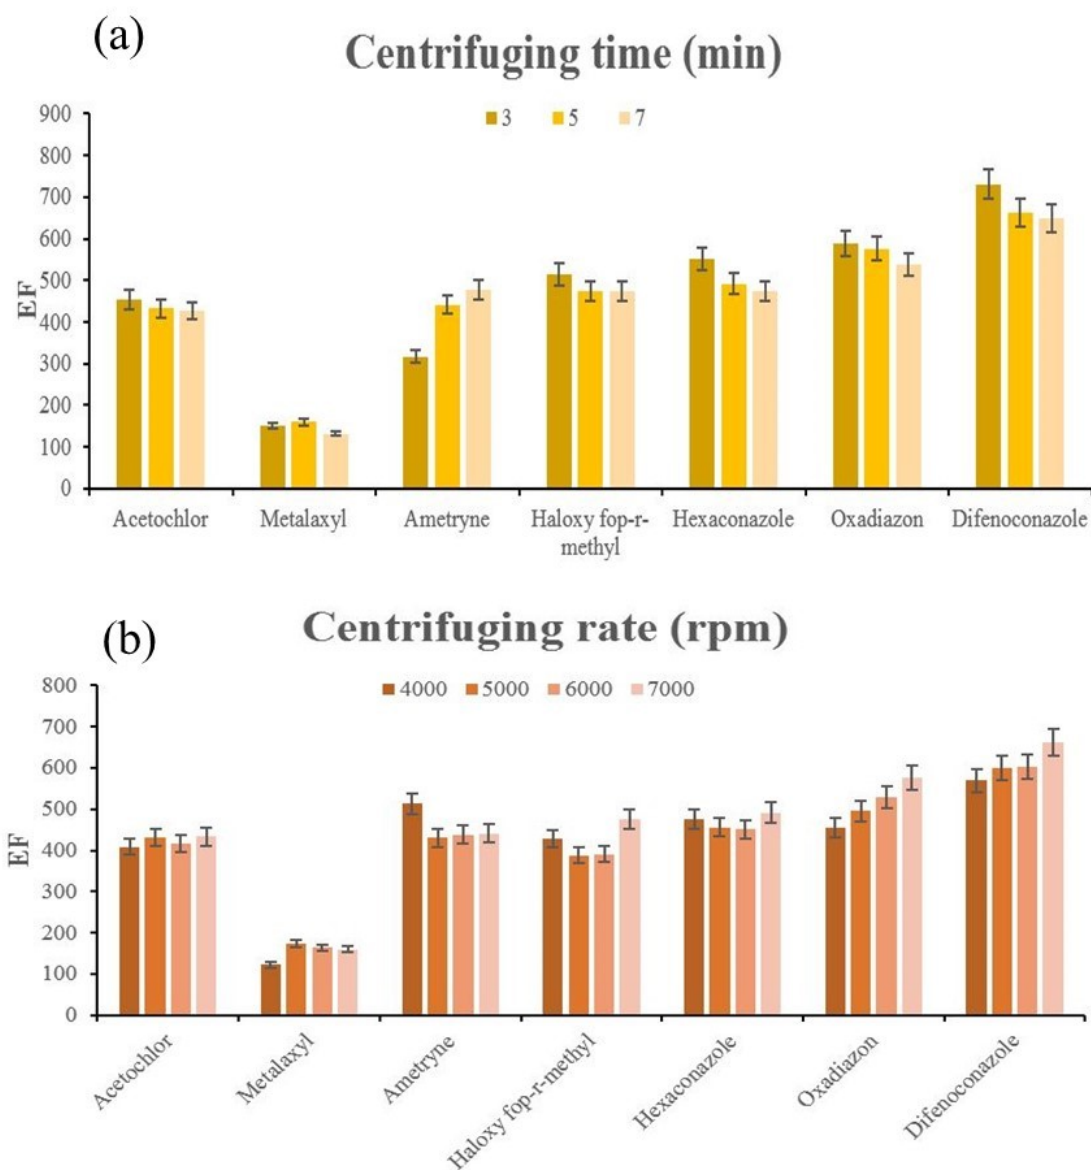 (a)
Centrifuging time (min)
3 5 7
900
800
700
600
500
400
300
200
100
0
EF
Acetochlor Metalaxyl Ametryne Haloxy fop-r-methyl Hexaconazole Oxadiazon Difenoconazole
(b)
Centrifuging rate (rpm)
4000 5000 6000 7000
800
700
600
500
400
300
200
100
0
EF
Acetochlor Metalaxyl Ametryne Haloxy fop-r-methyl Hexaconazole Oxadiazon Difenoconazole